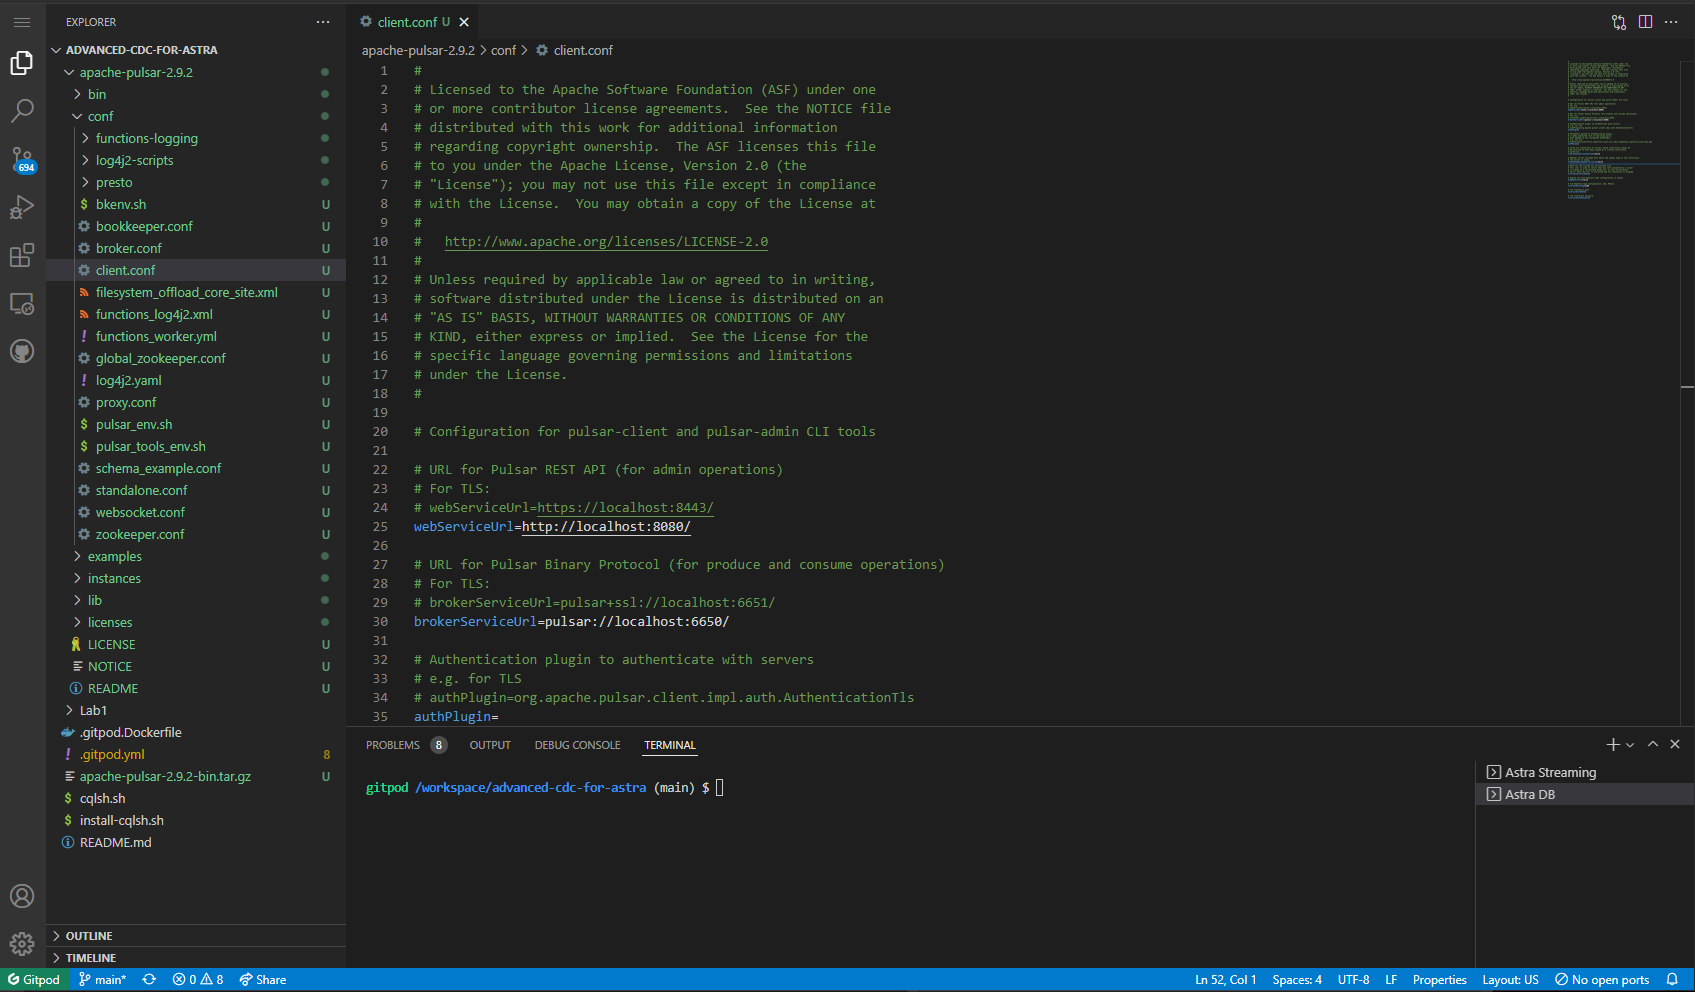 EXPLORER
ADVANCED-CDC-FOR-ASTRA
apache-pulsar-2.9.2
bin
conf
functions-logging
log4j2-scripts
presto
bkenv.sh U
bookkeeper.conf U
broker.conf U
client.conf U
filesystem_offload_core_site.xml U
functions_log4j2.xml U
functions_worker.yml U
global_zookeeper.conf U
log4j2.yaml U
proxy.conf U
pulsar_env.sh U
pulsar_tools_env.sh U
schema_example.conf U
standalone.conf U
websocket.conf U
zookeeper.conf U
examples
instances
lib
licenses
LICENSE U
NOTICE U
README U
Lab1
.gitpod.Dockerfile
.gitpod.yml 8
apache-pulsar-2.9.2-bin.tar.gz U
cqlsh.sh
install-cqlsh.sh
README.md
OUTLINE
TIMELINE
694
client.conf U
apache-pulsar-2.9.2 > conf > client.conf
1 #
2 # Licensed to the Apache Software Foundation (ASF) under one
3 # or more contributor license agreements.  See the NOTICE file
4 # distributed with this work for additional information
5 # regarding copyright ownership.  The ASF licenses this file
6 # to you under the Apache License, Version 2.0 (the
7 # "License"); you may not use this file except in compliance
8 # with the License.  You may obtain a copy of the License at
9 #
10 #   http://www.apache.org/licenses/LICENSE-2.0
11 #
12 # Unless required by applicable law or agreed to in writing,
13 # software distributed under the License is distributed on an
14 # "AS IS" BASIS, WITHOUT WARRANTIES OR CONDITIONS OF ANY
15 # KIND, either express or implied.  See the License for the
16 # specific language governing permissions and limitations
17 # under the License.
18 #
19
20 # Configuration for pulsar-client and pulsar-admin CLI tools
21
22 # URL for Pulsar REST API (for admin operations)
23 # For TLS:
24 # webServiceUrl=https://localhost:8443/
25 webServiceUrl=http://localhost:8080/
26
27 # URL for Pulsar Binary Protocol (for produce and consume operations)
28 # For TLS:
29 # brokerServiceUrl=pulsar+ssl://localhost:6651/
30 brokerServiceUrl=pulsar://localhost:6650/
31
32 # Authentication plugin to authenticate with servers
33 # e.g. for TLS
34 # authPlugin=org.apache.pulsar.client.impl.auth.AuthenticationTls
35 authPlugin=
PROBLEMS 8 OUTPUT DEBUG CONSOLE TERMINAL
gitpod /workspace/advanced-cdc-for-astra (main) $
Astra Streaming
Astra DB
Gitpod main* 0 8 Share Ln 52, Col 1 Spaces: 4 UTF-8 LF Properties Layout: US No open ports